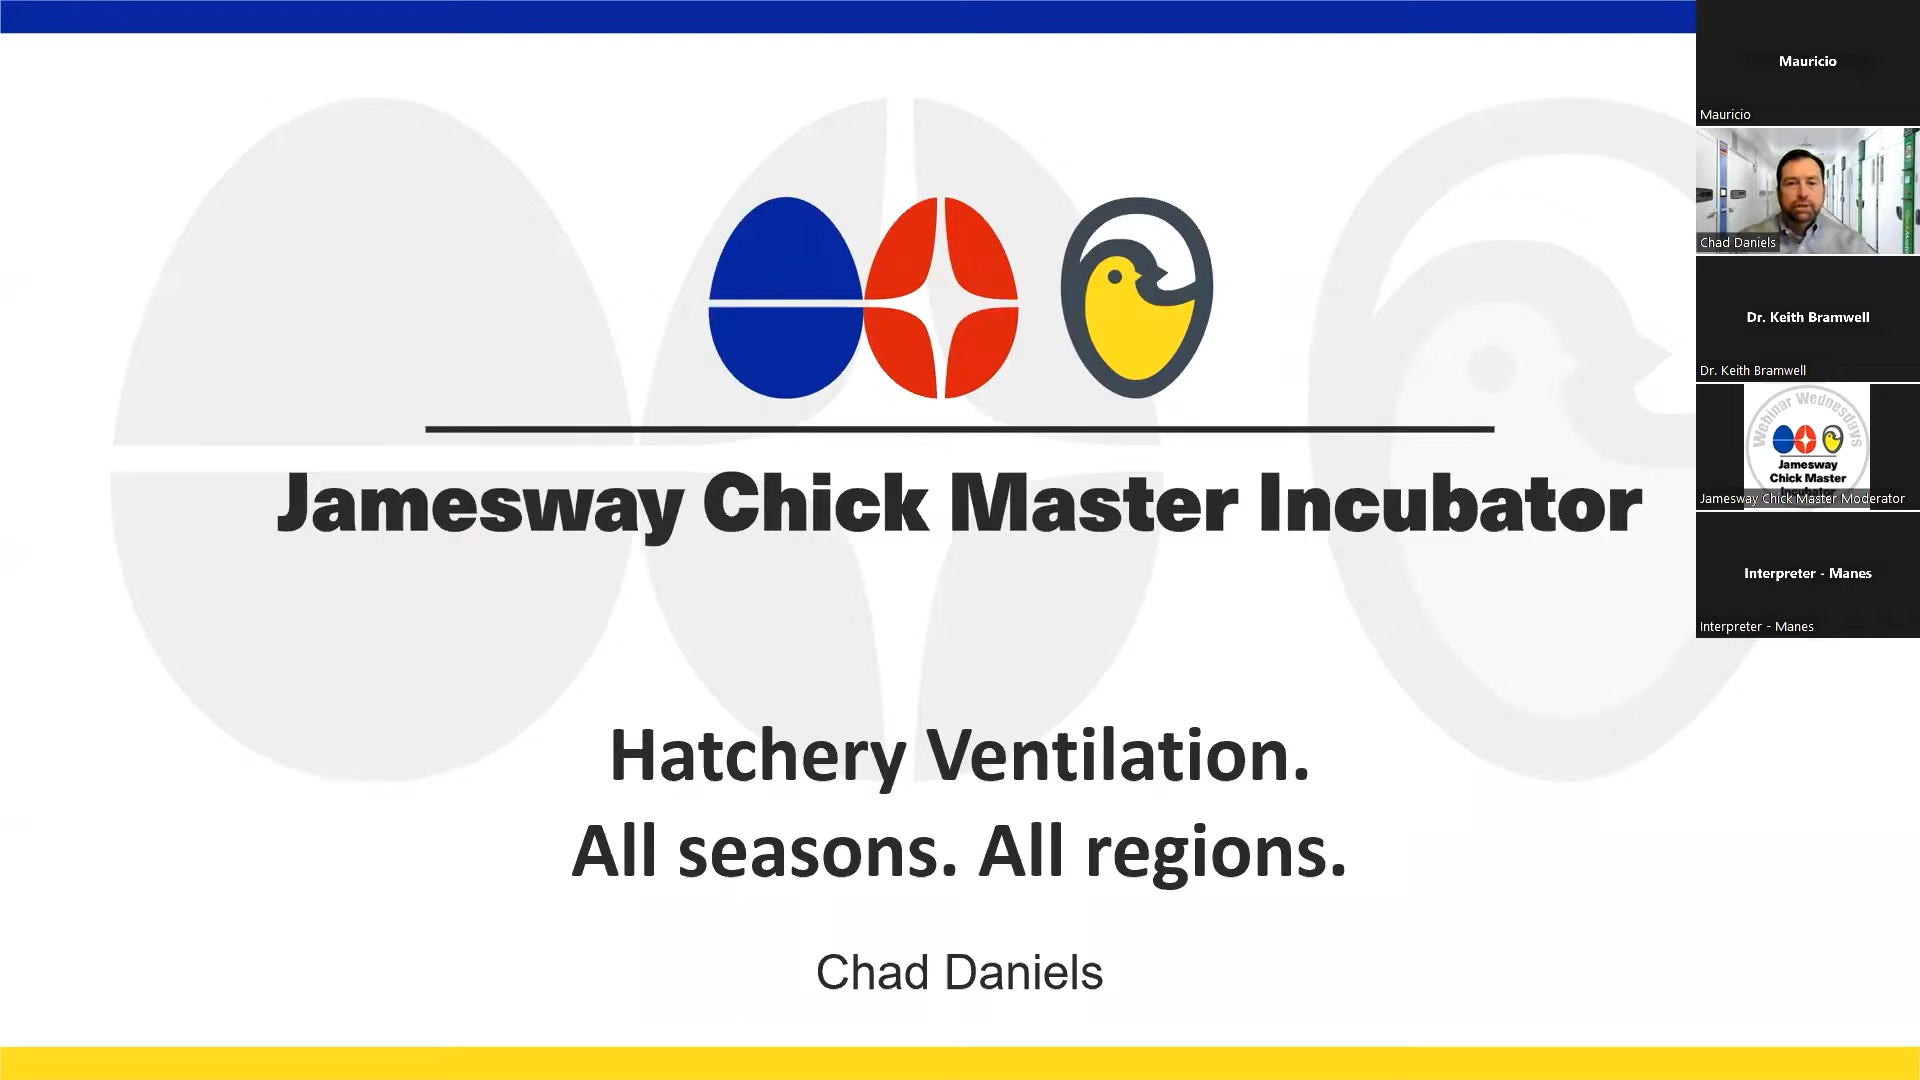 Jamesway Chick Master Incubator
Hatchery Ventilation.
All seasons. All regions.
Chad Daniels
Mauricio
Mauricio
Chad Daniels
Dr. Keith Bramwell
Dr. Keith Bramwell
Webinar Wednesdays
Jamesway
Chick Master
Incubator
Jamesway Chick Master Moderator
Interpreter - Manes
Interpreter - Manes